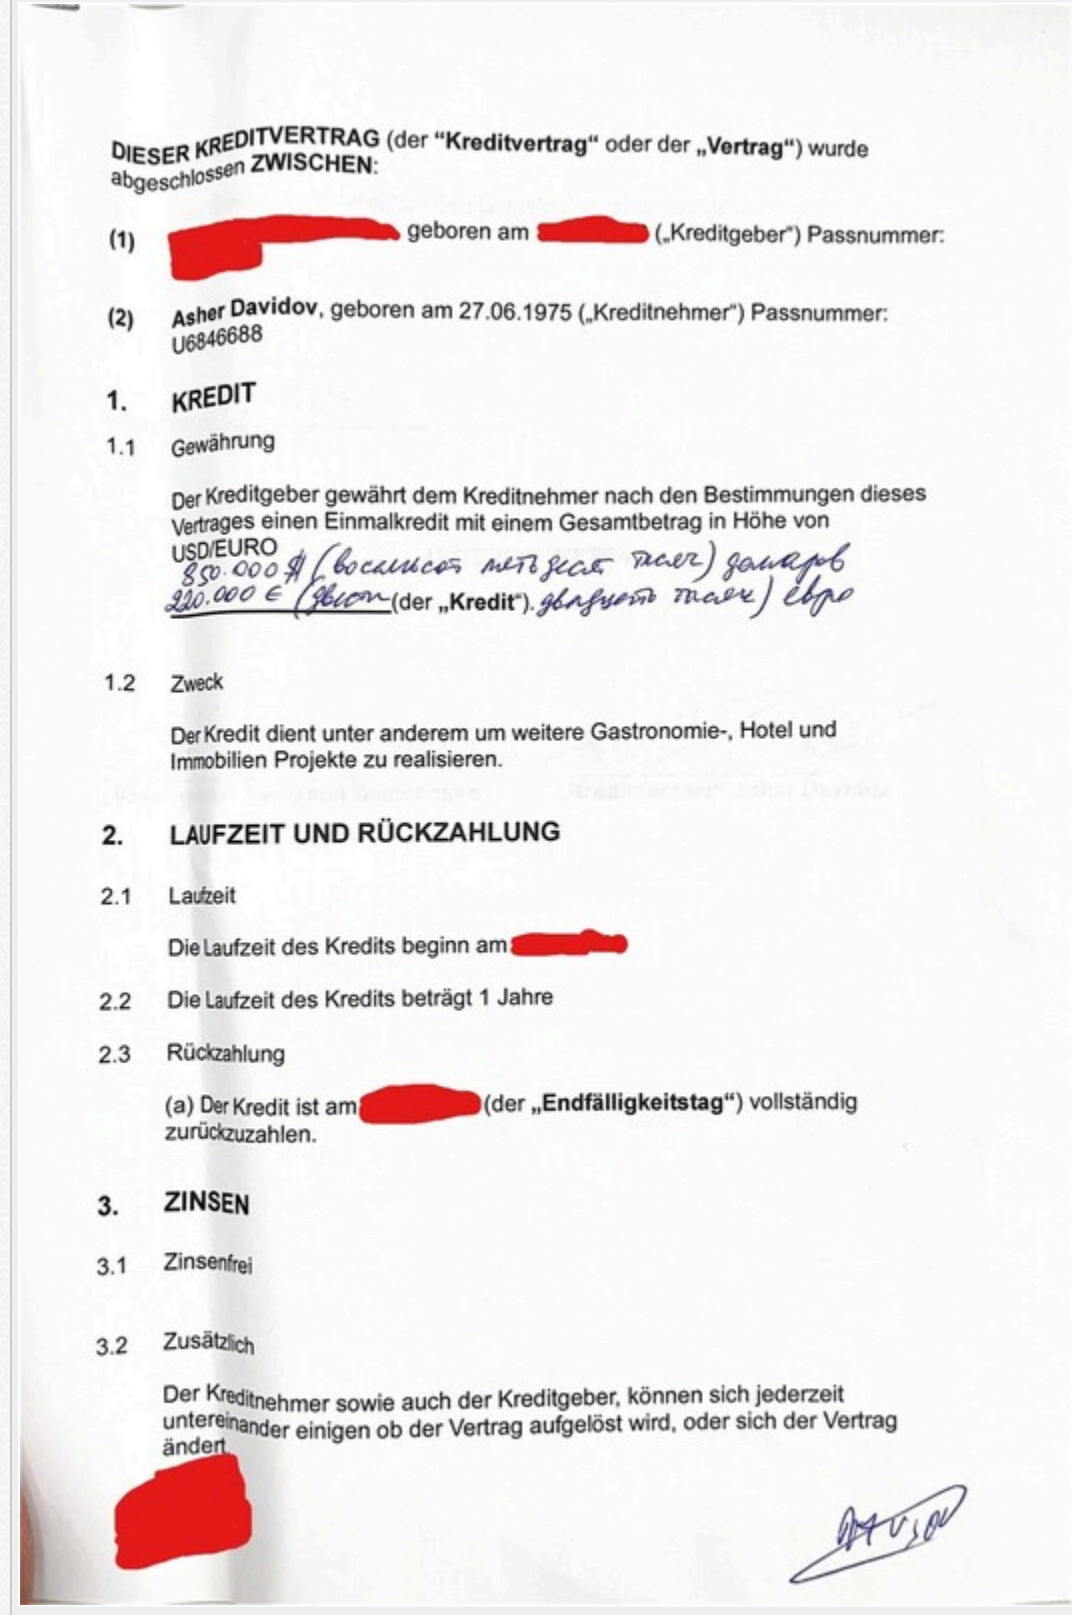 DIESER KREDITVERTRAG (der “Kreditvertrag“ oder der „Vertrag“) wurde
abgeschlossen ZWISCHEN:
(1) geboren am („Kreditgeber“) Passnummer:
(2) Asher Davidov, geboren am 27.06.1975 („Kreditnehmer“) Passnummer:
U6846688
1. KREDIT
1.1 Gewährung
Der Kreditgeber gewährt dem Kreditnehmer nach den Bestimmungen dieses
Vertrages einen Einmalkredit mit einem Gesamtbetrag in Höhe von
USD/EURO
850.000 $ (восемьсот пятьдесят тысяч) долларов
220.000 € (двести (der „Kredit“). двадцать тысяч) евро
1.2 Zweck
Der Kredit dient unter anderem um weitere Gastronomie-, Hotel und
Immobilien Projekte zu realisieren.
2. LAUFZEIT UND RÜCKZAHLUNG
2.1 Laufzeit
Die Laufzeit des Kredits beginn am
2.2 Die Laufzeit des Kredits beträgt 1 Jahre
2.3 Rückzahlung
(a) Der Kredit ist am (der „Endfälligkeitstag“) vollständig
zurückzuzahlen.
3. ZINSEN
3.1 Zinsenfrei
3.2 Zusätzlich
Der Kreditnehmer sowie auch der Kreditgeber, können sich jederzeit
untereinander einigen ob der Vertrag aufgelöst wird, oder sich der Vertrag
ändert.